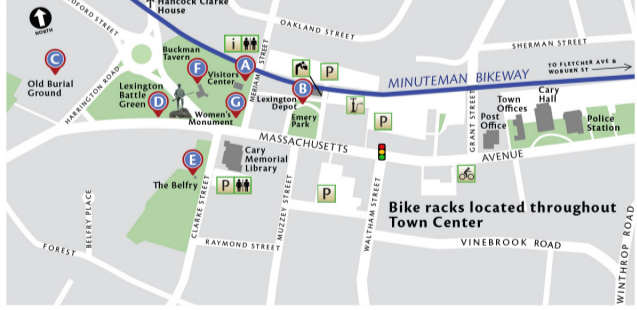 Hancock Clarke
House
NORTH
OAKLAND STREET
SHERMAN STREET
Buckman
Tavern
i
MERIAM STREET
P
C
F
A
Visitors
Center
B
MINUTEMAN BIKEWAY
TO FLETCHER AVE &
WOBURN ST
Old Burial
Ground
HARRINGTON ROAD
Lexington
Battle
Green
D
G
Lexington
Depot
Women's
Monument
Emery
Park
P
GRANT STREET
Post
Office
Town
Offices
Cary
Hall
Police
Station
MASSACHUSETTS
AVENUE
E
Cary
Memorial
Library
The Belfry
P
P
BELFRY PLACE
CLARKE STREET
MUZZEY STREET
WALTHAM STREET
Bike racks located throughout
Town Center
FOREST
RAYMOND STREET
VINEBROOK ROAD
WINTHROP ROAD